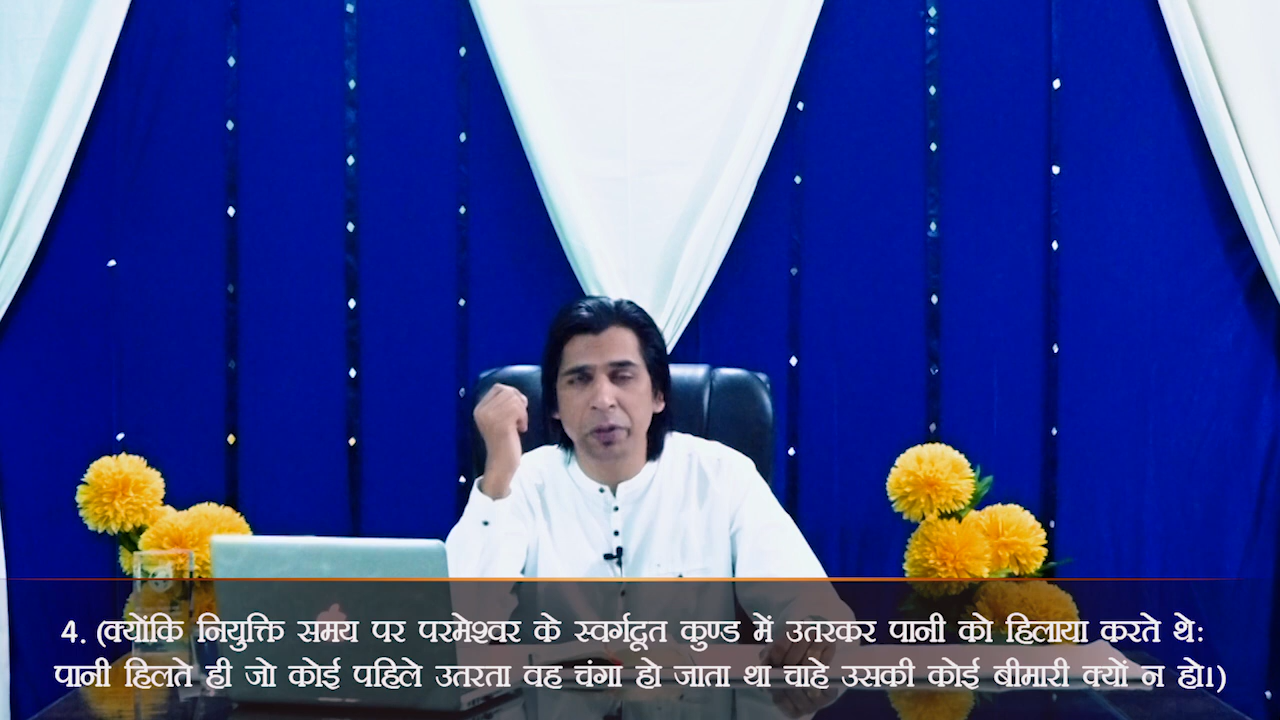 4. (क्योंकि नियुक्ति समय पर परमेश्वर के स्वर्गदूत कुण्ड में उतरकर पानी को हिलाया करते थे:
पानी हिलते ही जो कोई पहिले उतरता वह चंगा हो जाता था चाहे उसकी कोई बीमारी क्यों न हो।)